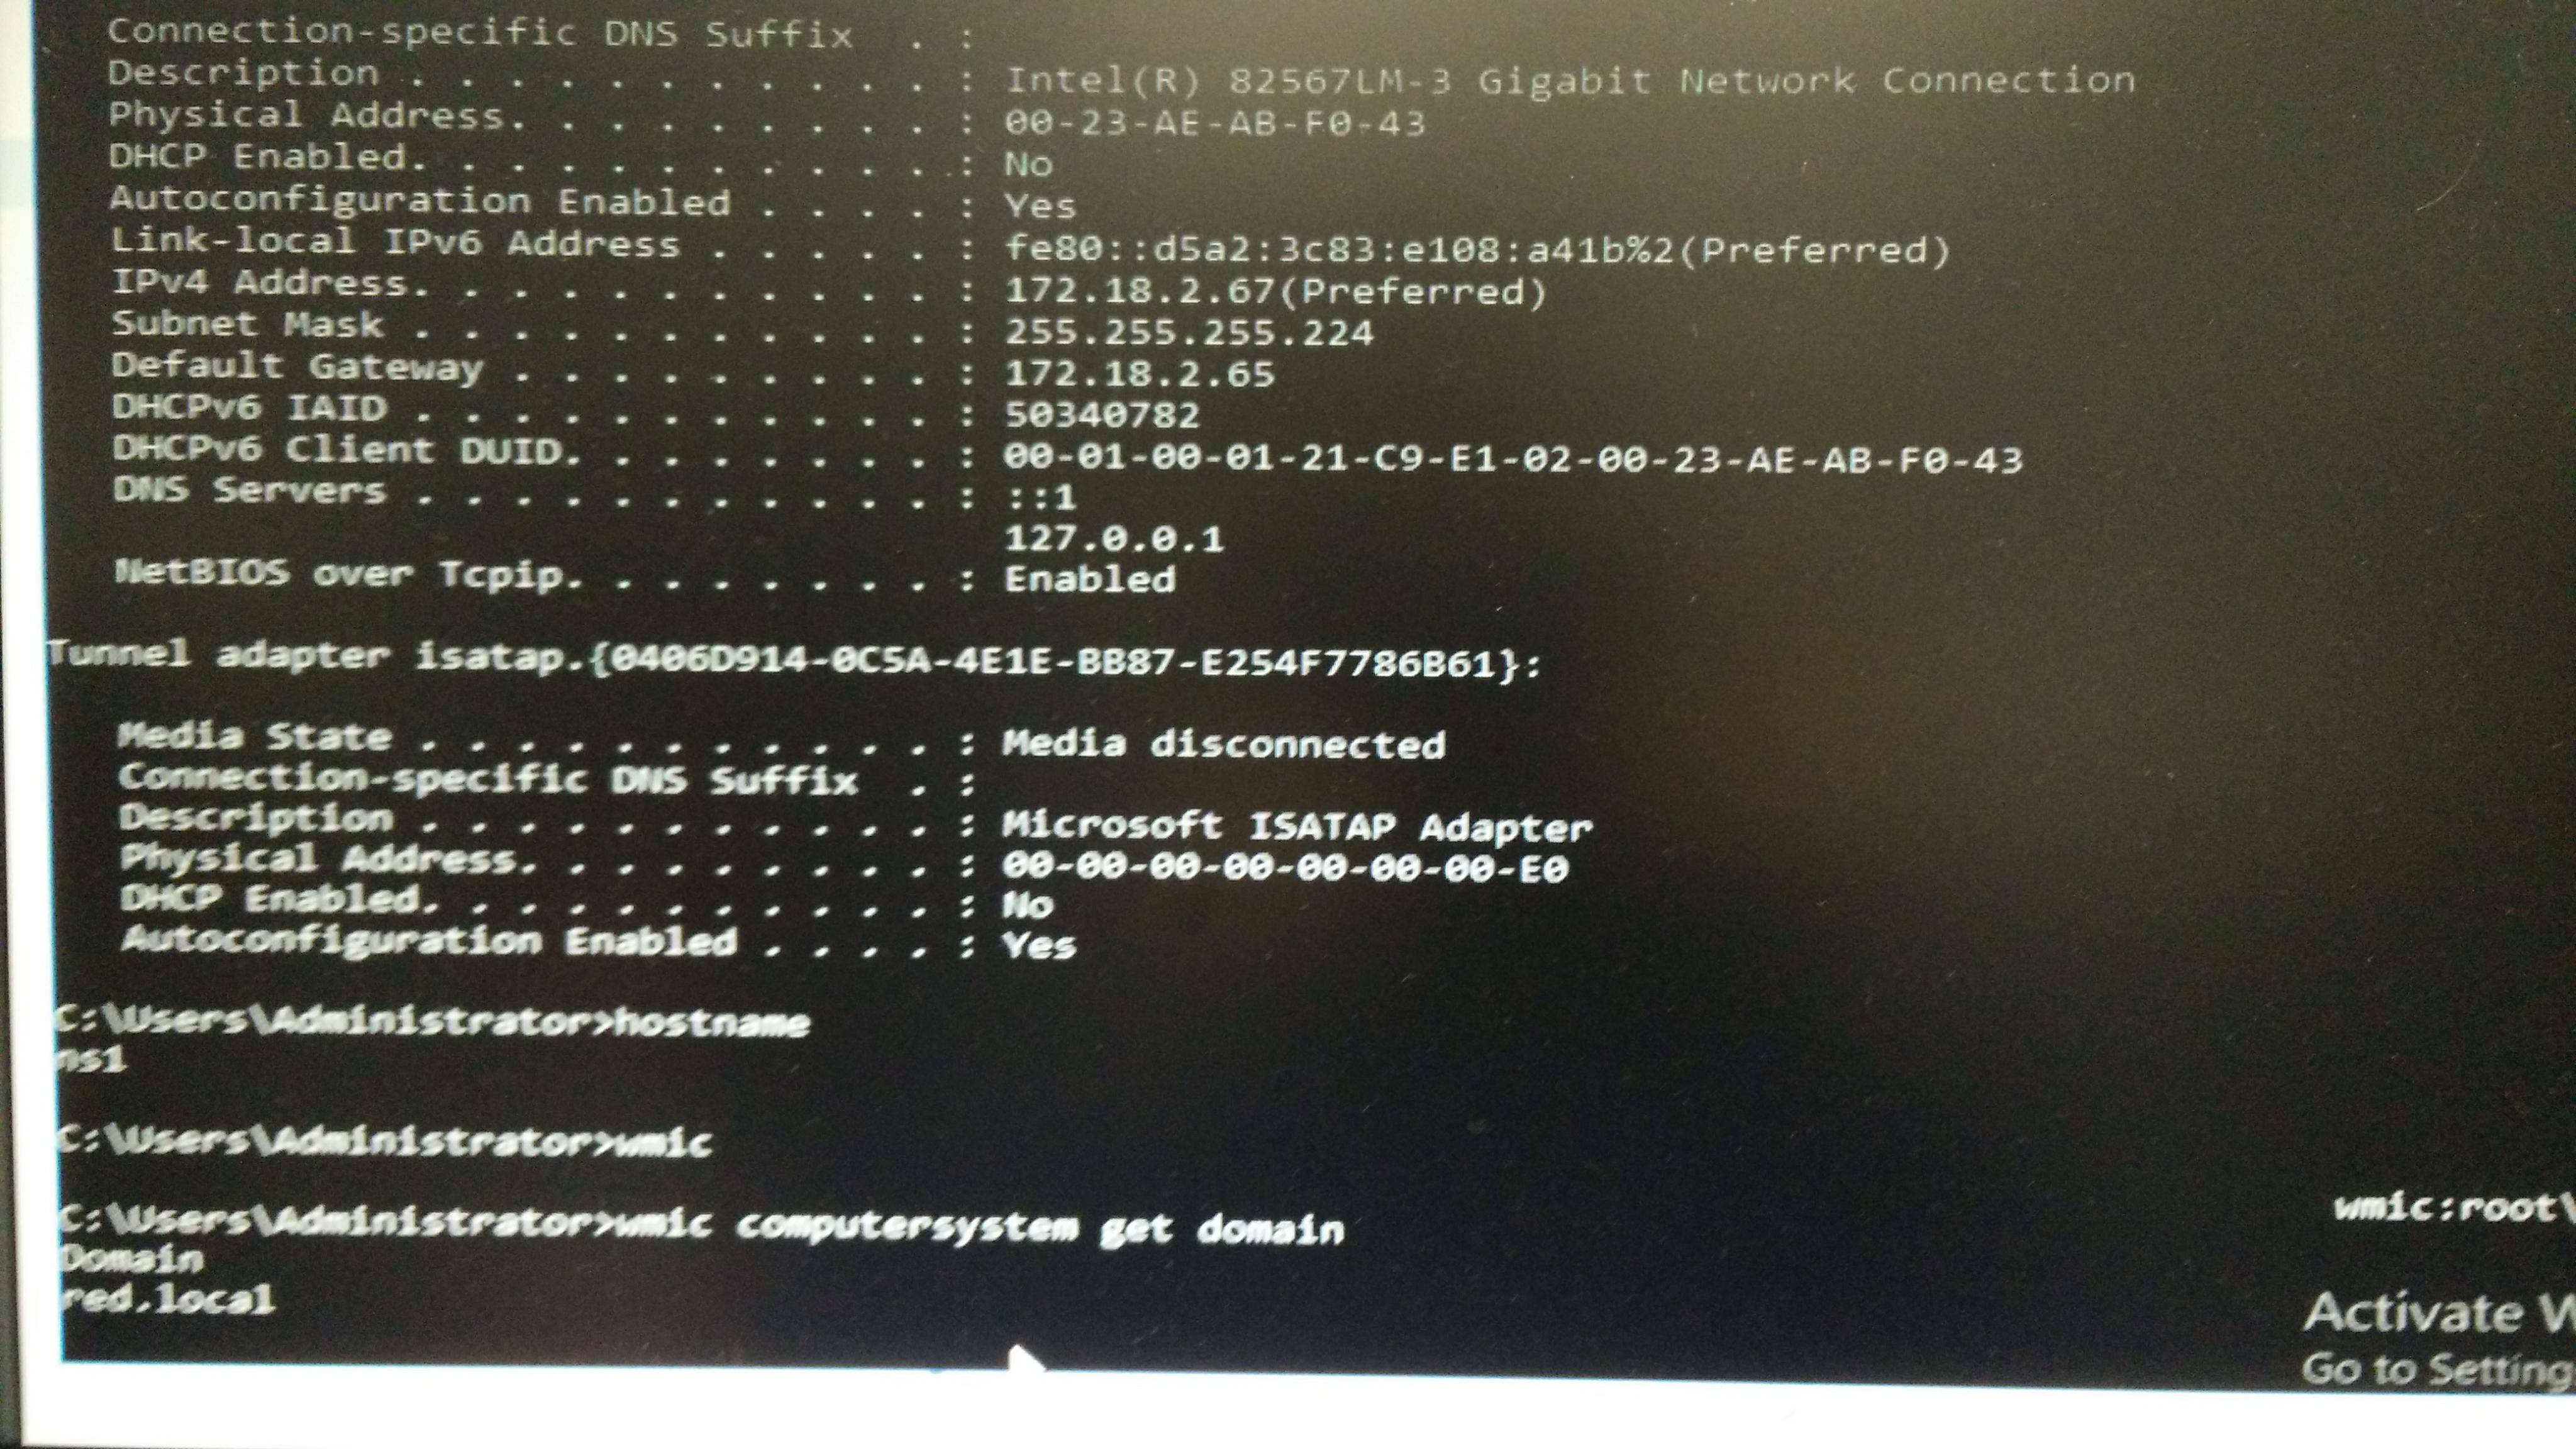 Connection-specific DNS Suffix  . :
Description . . . . . . . . . . . : Intel(R) 82567LM-3 Gigabit Network Connection
Physical Address. . . . . . . . . : 00-23-AE-AB-F0-43
DHCP Enabled. . . . . . . . . . . : No
Autoconfiguration Enabled . . . . : Yes
Link-local IPv6 Address . . . . . : fe80::d5a2:3c83:e108:a41b%2(Preferred)
IPv4 Address. . . . . . . . . . . : 172.18.2.67(Preferred)
Subnet Mask . . . . . . . . . . . : 255.255.255.224
Default Gateway . . . . . . . . . : 172.18.2.65
DHCPv6 IAID . . . . . . . . . . . : 50340782
DHCPv6 Client DUID. . . . . . . . : 00-01-00-01-21-C9-E1-02-00-23-AE-AB-F0-43
DNS Servers . . . . . . . . . . . : ::1
127.0.0.1
NetBIOS over Tcpip. . . . . . . . : Enabled
Tunnel adapter isatap.{0406D914-0C5A-4E1E-BB87-E254F7786B61}:
Media State . . . . . . . . . . . : Media disconnected
Connection-specific DNS Suffix  . :
Description . . . . . . . . . . . : Microsoft ISATAP Adapter
Physical Address. . . . . . . . . : 00-00-00-00-00-00-00-E0
DHCP Enabled. . . . . . . . . . . : No
Autoconfiguration Enabled . . . . : Yes
C:\Users\Administrator>hostname
ns1
C:\Users\Administrator>wmic
C:\Users\Administrator>wmic computersystem get domain
Domain
red.local
wmic:root\
Activate W
Go to Setting